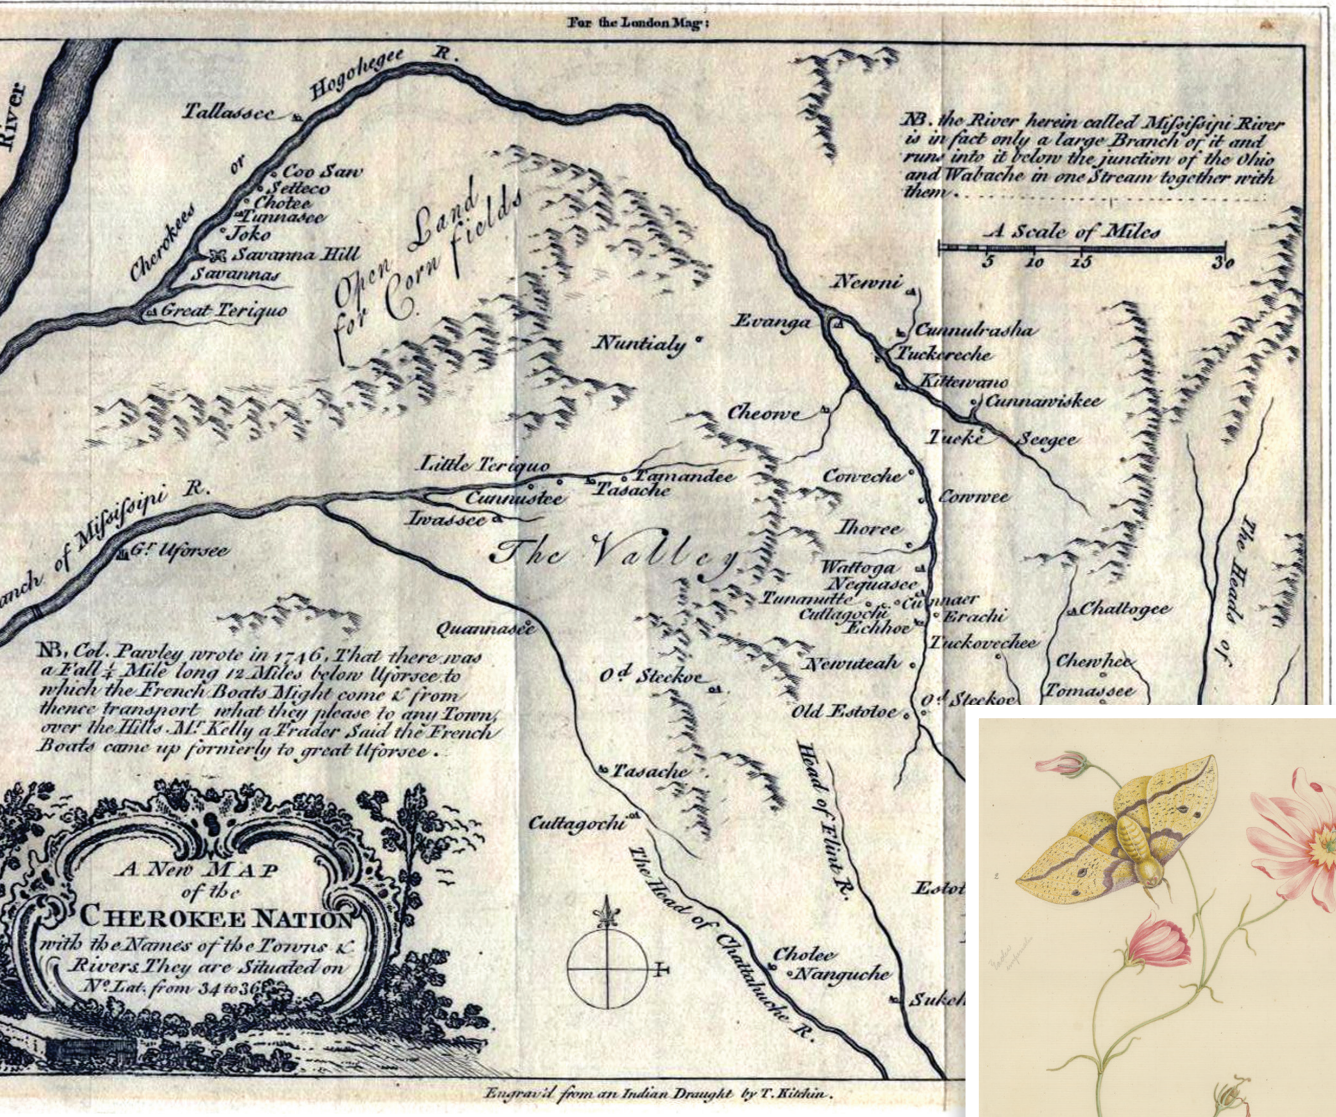 For the London Mag:
River
Hogohegee R.
or
Cherokees
Tallassee
Coo Saw
Setteco
Chotee
Tunnasee
Joko
Savanna Hill
Savannas
Great Teriquo
Open Land
for Corn fields
NB. the River herein called Mississipi River
is in fact only a large Branch of it and
runs into it below the junction of the Ohio
and Wabache in one Stream together with
them.
A Scale of Miles
5 10 15 30
Newni
Evanga
Cunnulrasha
Tuckereche
Nuntialy
Kittewano
Cheowe
Cunnawiskee
Tueke
Seegee
Little Teriquo
Tamandee
Tasache
Cunnustee
Iwassee
Coweche
Cowwee
The Valley
Ihoree
Branch of Mississipi R.
Gt. Uforsee
Wattoga
Nequasee
Tunanutte
Cunnaer
Cuttagochi
Erachi
Echhoe
Chattogee
The Heads of
Quannasee
Tuckovechee
Newuteah
Chewhee
Tomassee
Od Steekoe
Od Steekoe
Old Estotoe
NB, Col. Pawley wrote in 1746, That there was
a Fall ¼ Mile long 12 Miles below Uforsee to
which the French Boats Might come & from
thence transport what they please to any Town,
over the Hills. Mr. Kelly a Trader Said the French
Boats came up formerly to great Uforsee.
Tasache
Head of Flint R.
Cuttagochi
The Head of Chattahuche R.
A New MAP
of the
CHEROKEE NATION
with the Names of the Towns &
Rivers. They are Situated on
No. Lat. from 34 to 36
Estot
Cholee
Nanguche
Sukeh
Engrav'd from an Indian Draught by T. Kitchin.